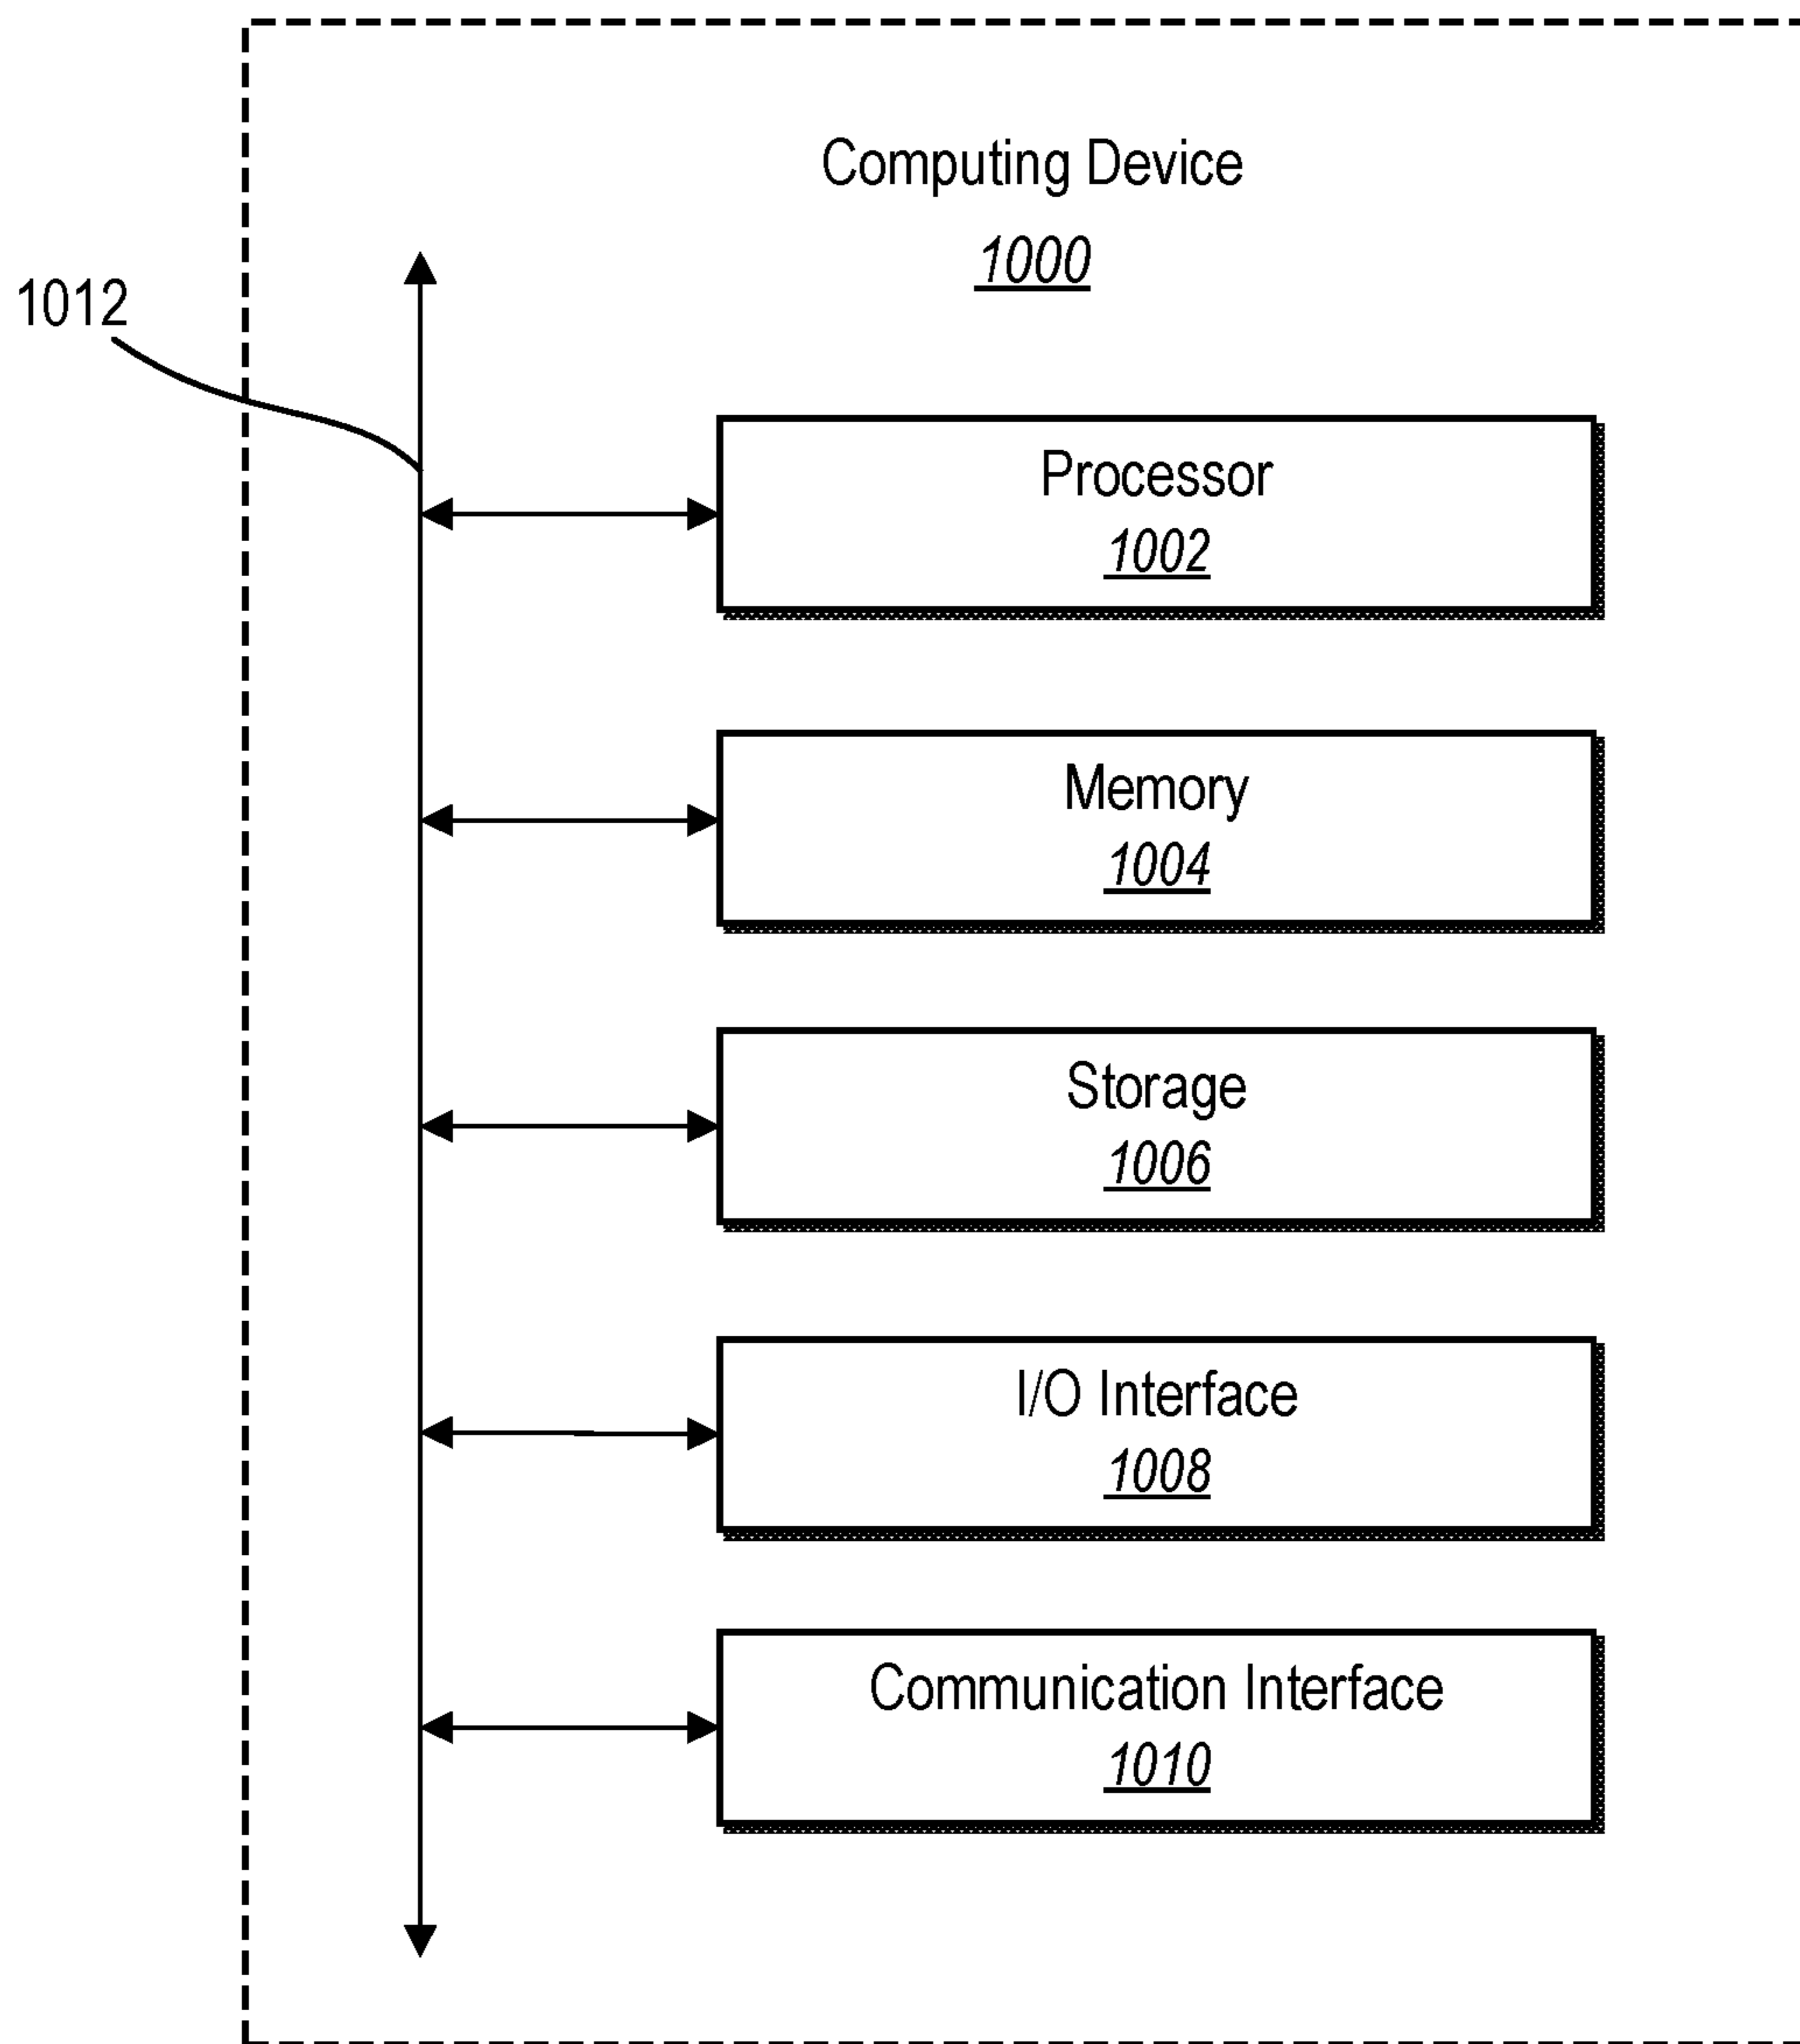 Computing Device
1000
1012
Processor
1002
Memory
1004
Storage
1006
I/O Interface
1008
Communication Interface
1010